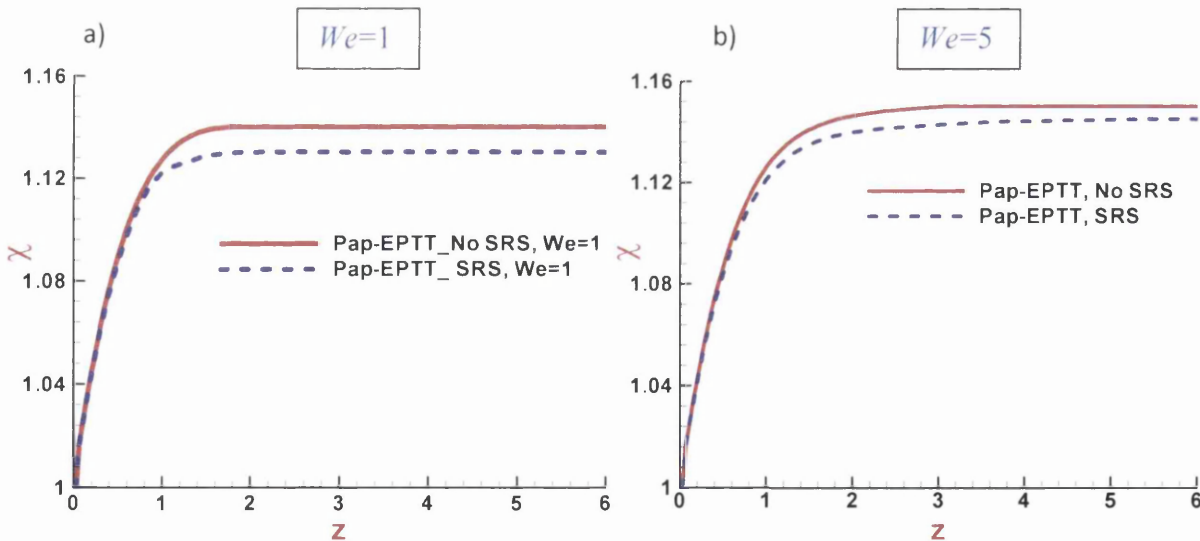 a)
We=1
1.16
1.12
1.08
1.04
1
χ
Pap-EPTT_No SRS, We=1
Pap-EPTT_ SRS, We=1
0 1 2 3 4 5 6
z
b)
We=5
1.16
1.12
1.08
1.04
1
χ
Pap-EPTT, No SRS
Pap-EPTT, SRS
0 1 2 3 4 5 6
z